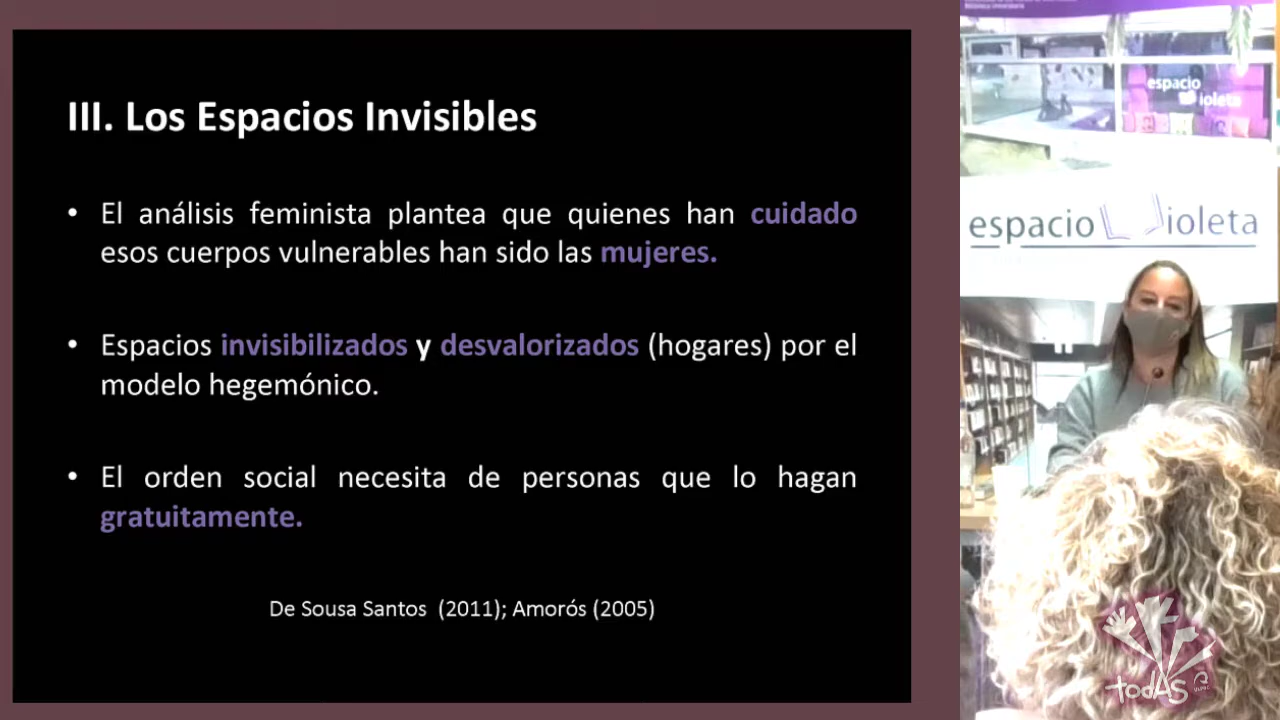 III. Los Espacios Invisibles
• El análisis feminista plantea que quienes han cuidado
esos cuerpos vulnerables han sido las mujeres.
• Espacios invisibilizados y desvalorizados (hogares) por el
modelo hegemónico.
• El orden social necesita de personas que lo hagan
gratuitamente.
De Sousa Santos (2011); Amorós (2005)
espacio
ioleta
espacio ioleta
todAS